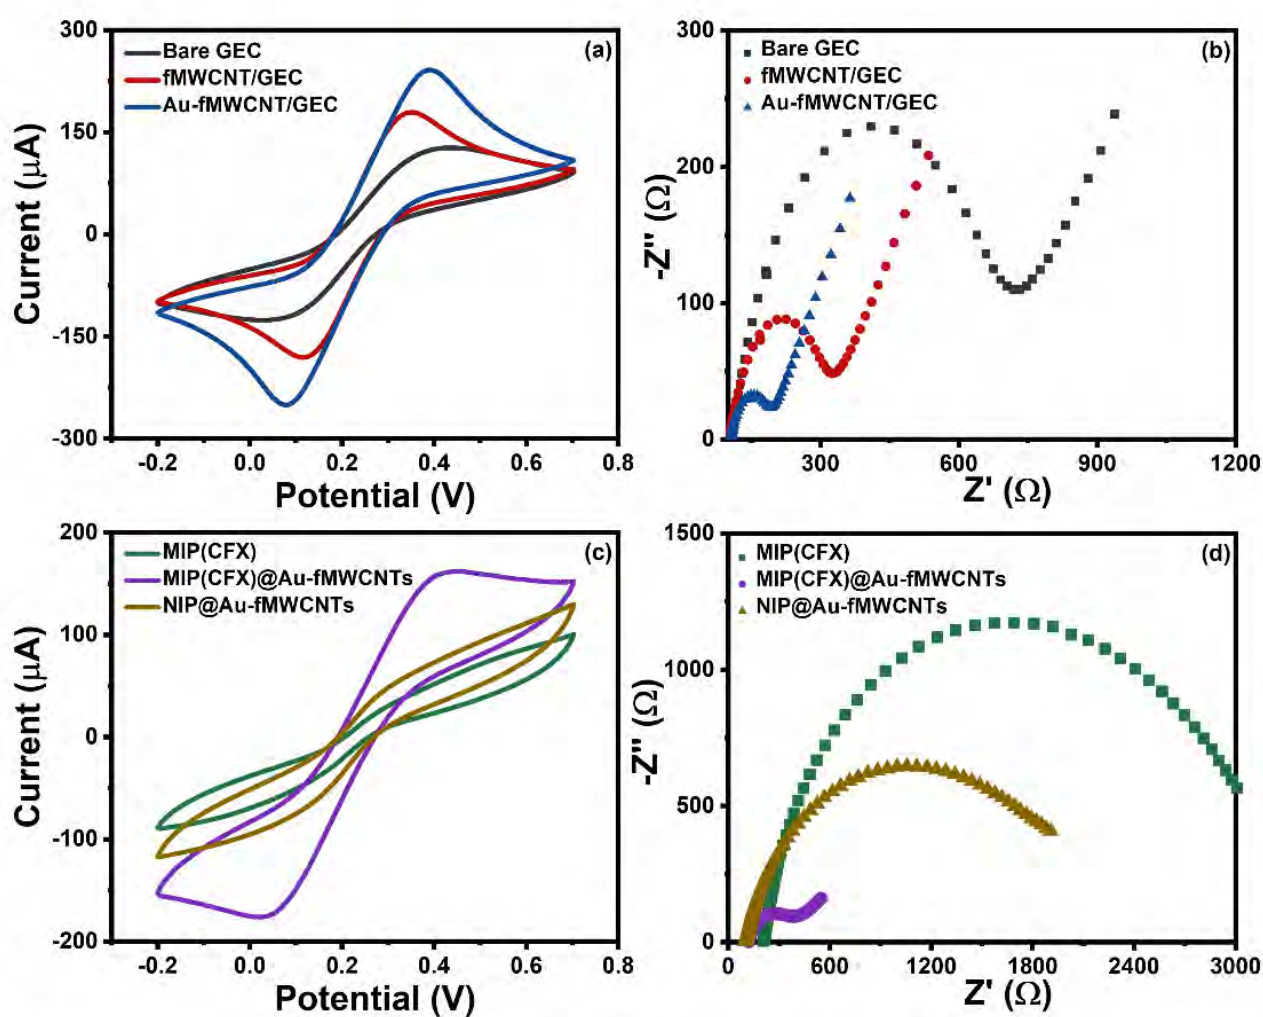 300
150
0
-150
-300
Current (μA)
Bare GEC
fMWCNT/GEC
Au-fMWCNT/GEC
(a)
-0.2 0.0 0.2 0.4 0.6 0.8
Potential (V)
300
200
100
0
-Z'' (Ω)
Bare GEC
fMWCNT/GEC
Au-fMWCNT/GEC
(b)
300 600 900 1200
Z' (Ω)
200
100
0
-100
-200
Current (μA)
MIP(CFX)
MIP(CFX)@Au-fMWCNTs
NIP@Au-fMWCNTs
(c)
-0.2 0.0 0.2 0.4 0.6 0.8
Potential (V)
1500
1000
500
0
-Z'' (Ω)
MIP(CFX)
MIP(CFX)@Au-fMWCNTs
NIP@Au-fMWCNTs
(d)
0 600 1200 1800 2400 3000
Z' (Ω)